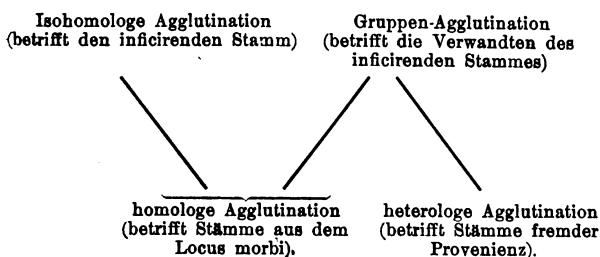 Isohomologe Agglutination
(betrifft den inficirenden Stamm)
Gruppen-Agglutination
(betrifft die Verwandten des
inficirenden Stammes)
homologe Agglutination
(betrifft Stämme aus dem
Locus morbi).
heterologe Agglutination
(betrifft Stämme fremder
Provenienz).